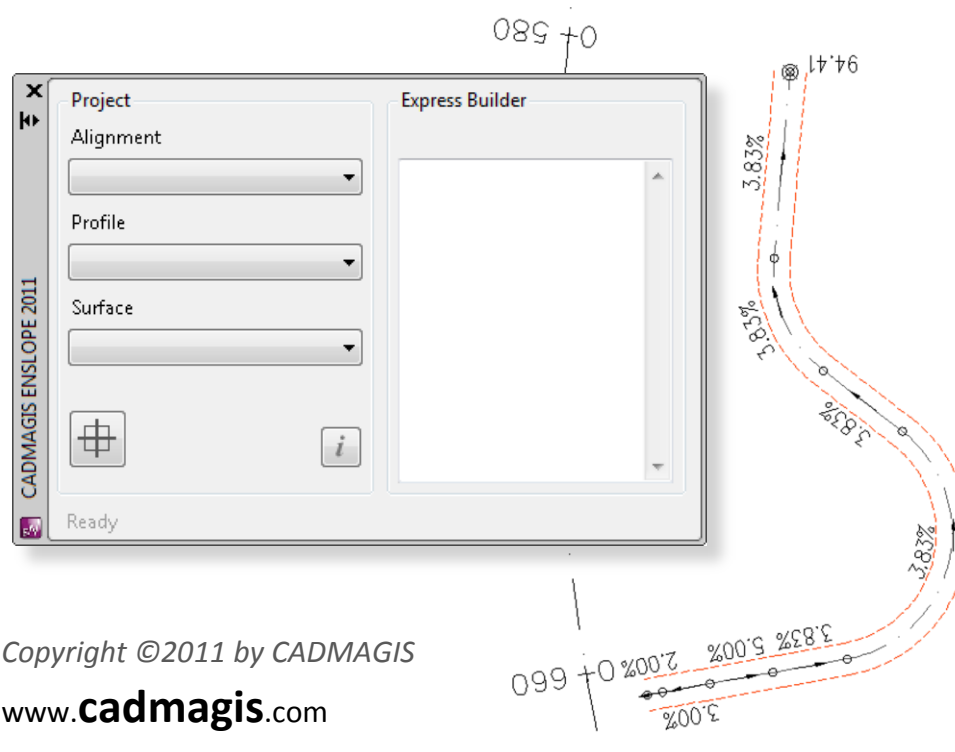 0+580
94.41
Project
Express Builder
Alignment
3.83%
Profile
CADMAGIS ENSLOPE 2011
Surface
3.83%
3.83%
Ready
3.83%
Copyright ©2011 by CADMAGIS
0+660
2.00%
5.00%
3.83%
3.00%
www.cadmagis.com